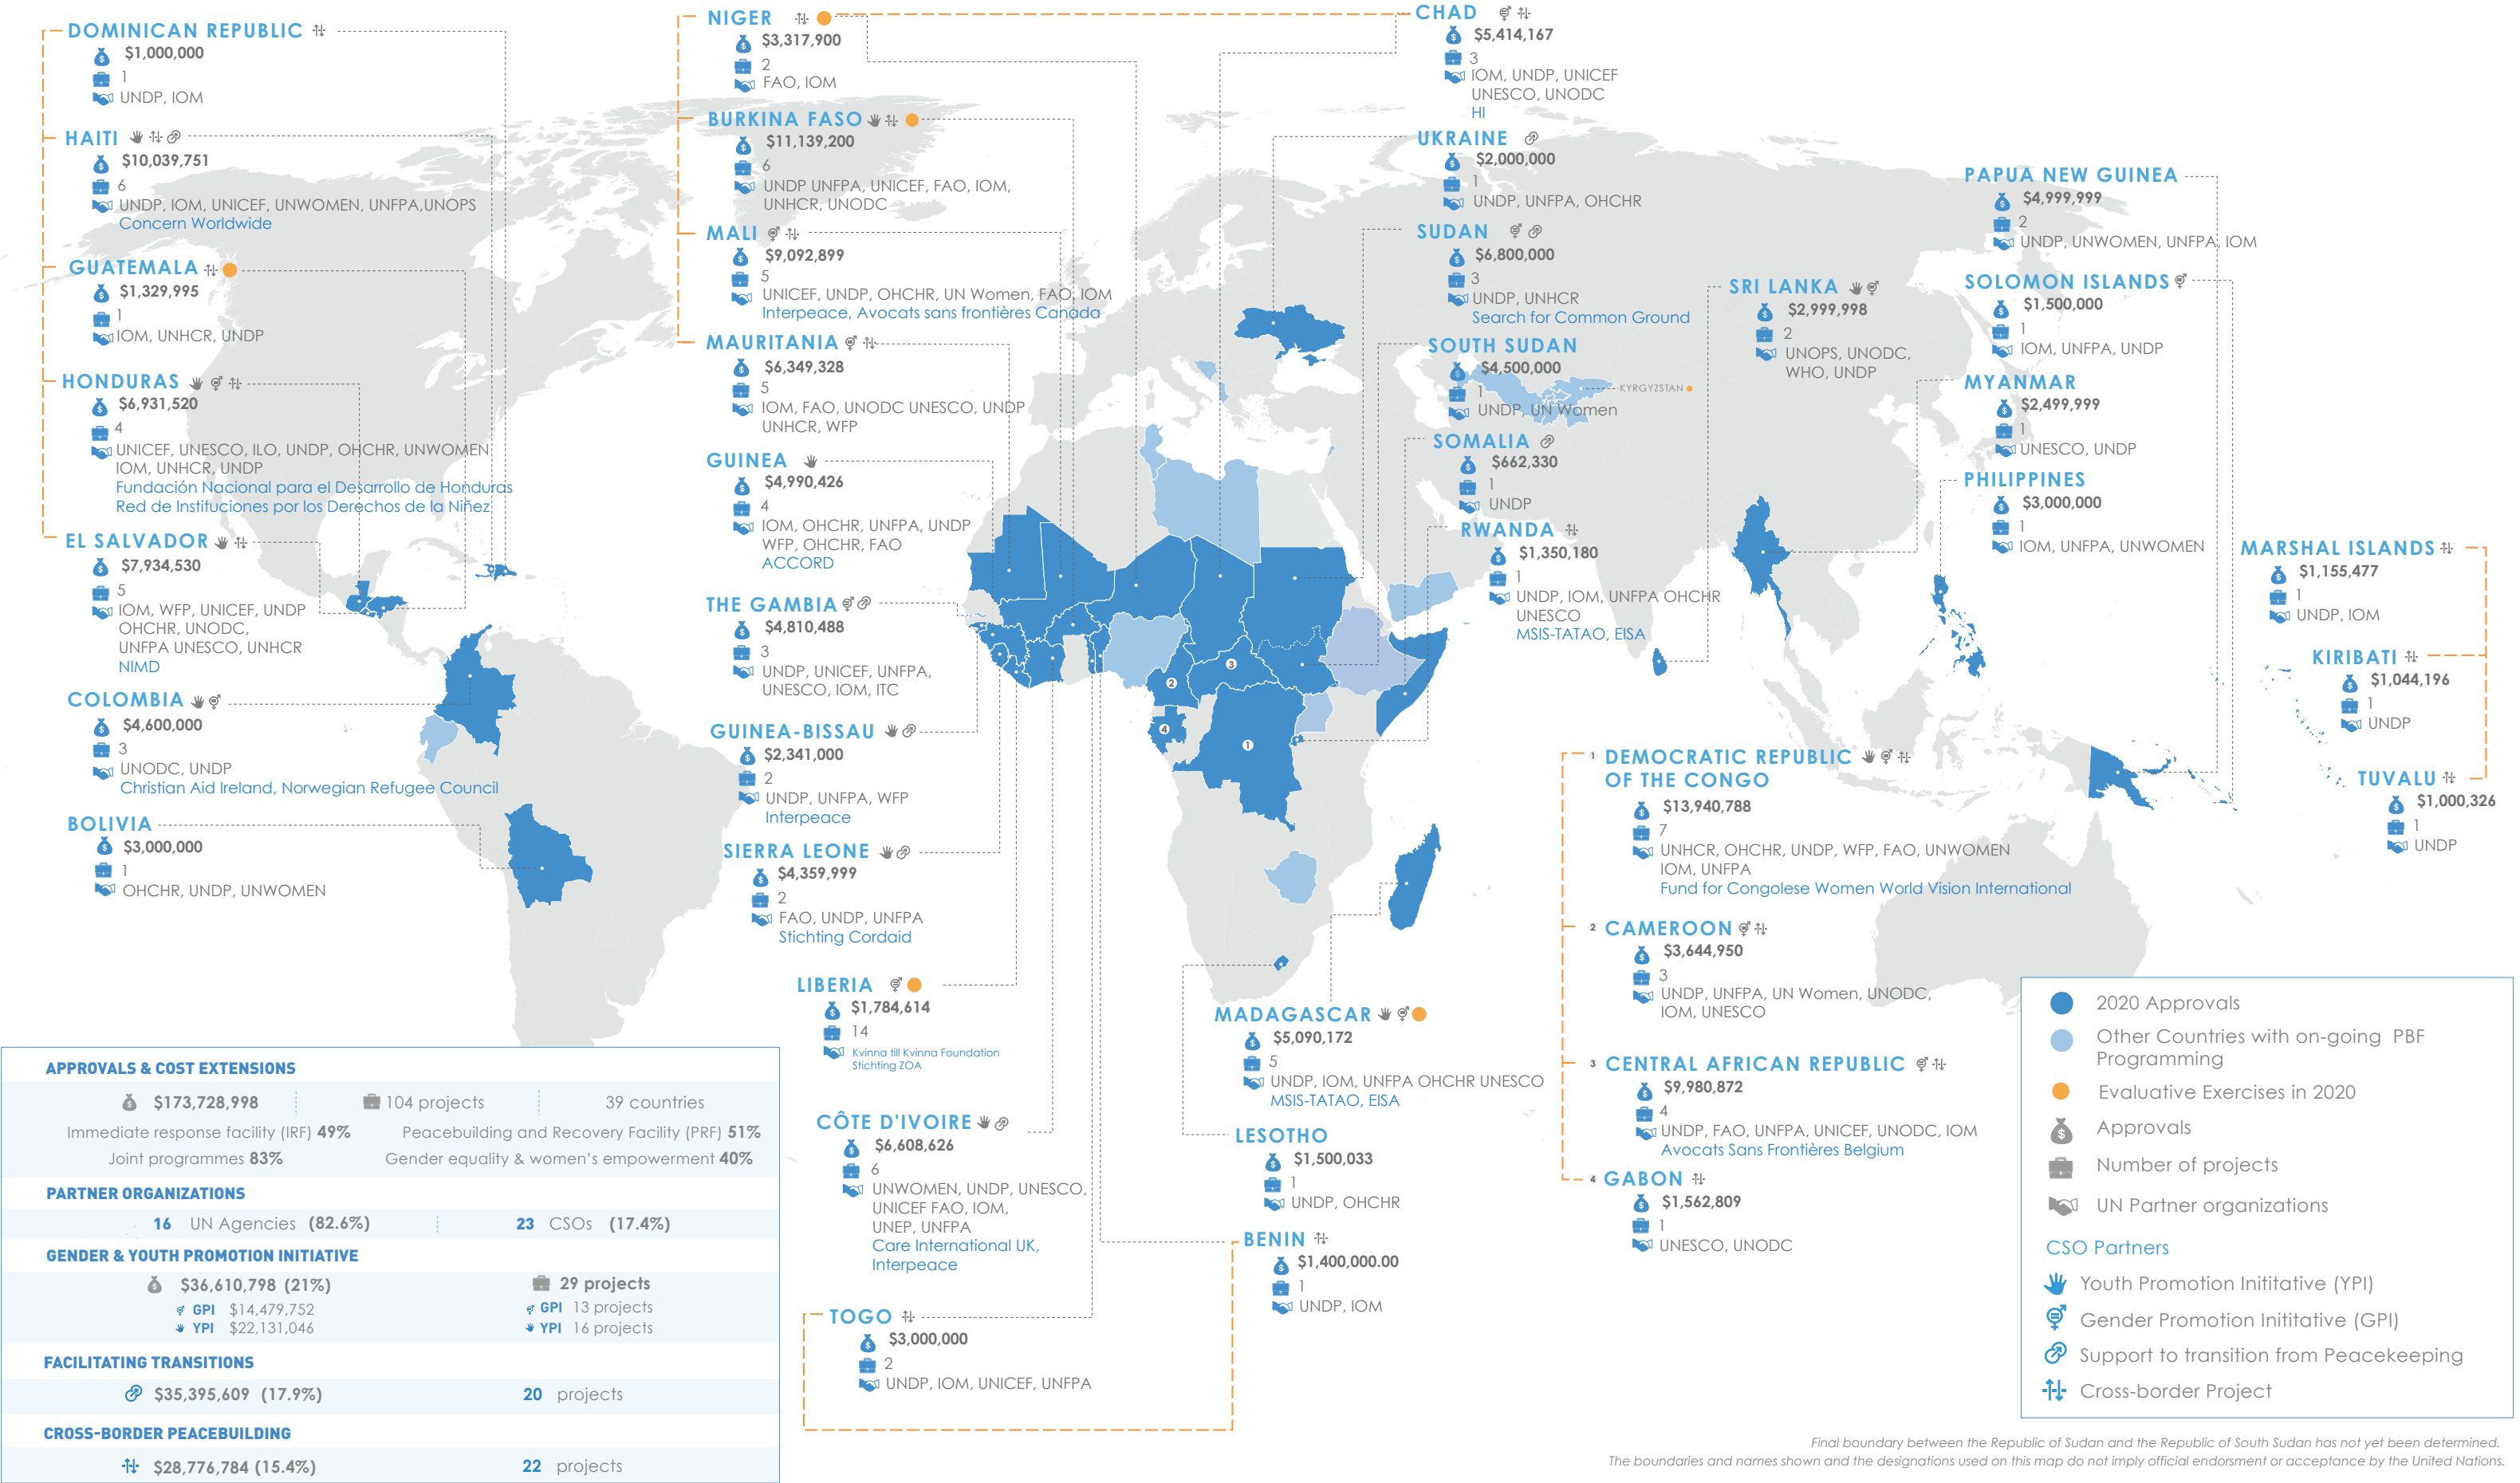 DOMINICAN REPUBLIC
$1,000,000
1
UNDP, IOM
HAITI
$10,039,751
6
UNDP, IOM, UNICEF, UNWOMEN, UNFPA,UNOPS
Concern Worldwide
GUATEMALA
$1,329,995
1
IOM, UNHCR, UNDP
HONDURAS
$6,931,520
4
UNICEF, UNESCO, ILO, UNDP, OHCHR, UNWOMEN
IOM, UNHCR, UNDP
Fundación Nacional para el Desarrollo de Honduras
Red de Instituciones por los Derechos de la Niñez
EL SALVADOR
$7,934,530
5
IOM, WFP, UNICEF, UNDP
OHCHR, UNODC,
UNFPA UNESCO, UNHCR
NIMD
COLOMBIA
$4,600,000
3
UNODC, UNDP
Christian Aid Ireland, Norwegian Refugee Council
BOLIVIA
$3,000,000
1
OHCHR, UNDP, UNWOMEN
NIGER
$3,317,900
2
FAO, IOM
BURKINA FASO
$11,139,200
6
UNDP UNFPA, UNICEF, FAO, IOM,
UNHCR, UNODC
MALI
$9,092,899
5
UNICEF, UNDP, OHCHR, UN Women, FAO, IOM
Interpeace, Avocats sans frontières Canada
MAURITANIA
$6,349,328
5
IOM, FAO, UNODC UNESCO, UNDP
UNHCR, WFP
GUINEA
$4,990,426
4
IOM, OHCHR, UNFPA, UNDP
WFP, OHCHR, FAO
ACCORD
THE GAMBIA
$4,810,488
3
UNDP, UNICEF, UNFPA,
UNESCO, IOM, ITC
GUINEA-BISSAU
$2,341,000
2
UNDP, UNFPA, WFP
Interpeace
SIERRA LEONE
$4,359,999
2
FAO, UNDP, UNFPA
Stichting Cordaid
LIBERIA
$1,784,614
14
Kvinna till Kvinna Foundation
Stichting ZOA
CÔTE D'IVOIRE
$6,608,626
6
UNWOMEN, UNDP, UNESCO,
UNICEF FAO, IOM,
UNEP, UNFPA
Care International UK,
Interpeace
TOGO
$3,000,000
2
UNDP, IOM, UNICEF, UNFPA
CHAD
$5,414,167
3
IOM, UNDP, UNICEF
UNESCO, UNODC
HI
UKRAINE
$2,000,000
1
UNDP, UNFPA, OHCHR
SUDAN
$6,800,000
3
UNDP, UNHCR
Search for Common Ground
SOUTH SUDAN
$4,500,000
1
UNDP, UN Women
KYRGYZSTAN
SOMALIA
$662,330
1
UNDP
RWANDA
$1,350,180
1
UNDP, IOM, UNFPA OHCHR
UNESCO
MSIS-TATAO, EISA
MADAGASCAR
$5,090,172
5
UNDP, IOM, UNFPA OHCHR UNESCO
MSIS-TATAO, EISA
LESOTHO
$1,500,033
1
UNDP, OHCHR
BENIN
$1,400,000.00
1
UNDP, IOM
SRI LANKA
$2,999,998
2
UNOPS, UNODC,
WHO, UNDP
PAPUA NEW GUINEA
$4,999,999
2
UNDP, UNWOMEN, UNFPA, IOM
SOLOMON ISLANDS
$1,500,000
1
IOM, UNFPA, UNDP
MYANMAR
$2,499,999
1
UNESCO, UNDP
PHILIPPINES
$3,000,000
1
IOM, UNFPA, UNWOMEN
MARSHAL ISLANDS
$1,155,477
1
UNDP, IOM
KIRIBATI
$1,044,196
1
UNDP
TUVALU
$1,000,326
1
UNDP
3
2
4
1
1 DEMOCRATIC REPUBLIC
OF THE CONGO
$13,940,788
7
UNHCR, OHCHR, UNDP, WFP, FAO, UNWOMEN
IOM, UNFPA
Fund for Congolese Women World Vision International
2 CAMEROON
$3,644,950
3
UNDP, UNFPA, UN Women, UNODC,
IOM, UNESCO
3 CENTRAL AFRICAN REPUBLIC
$9,980,872
4
UNDP, FAO, UNFPA, UNICEF, UNODC, IOM
Avocats Sans Frontières Belgium
4 GABON
$1,562,809
1
UNESCO, UNODC
APPROVALS & COST EXTENSIONS
$173,728,998 104 projects 39 countries
Immediate response facility (IRF) 49% Peacebuilding and Recovery Facility (PRF) 51%
Joint programmes 83% Gender equality & women's empowerment 40%
PARTNER ORGANIZATIONS
16 UN Agencies (82.6%) 23 CSOs (17.4%)
GENDER & YOUTH PROMOTION INITIATIVE
$36,610,798 (21%) 29 projects
GPI $14,479,752 GPI 13 projects
YPI $22,131,046 YPI 16 projects
FACILITATING TRANSITIONS
$35,395,609 (17.9%) 20 projects
CROSS-BORDER PEACEBUILDING
$28,776,784 (15.4%) 22 projects
2020 Approvals
Other Countries with on-going PBF
Programming
Evaluative Exercises in 2020
Approvals
Number of projects
UN Partner organizations
CSO Partners
Youth Promotion Inititative (YPI)
Gender Promotion Inititative (GPI)
Support to transition from Peacekeeping
Cross-border Project
Final boundary between the Republic of Sudan and the Republic of South Sudan has not yet been determined.
The boundaries and names shown and the designations used on this map do not imply official endorsment or acceptance by the United Nations.